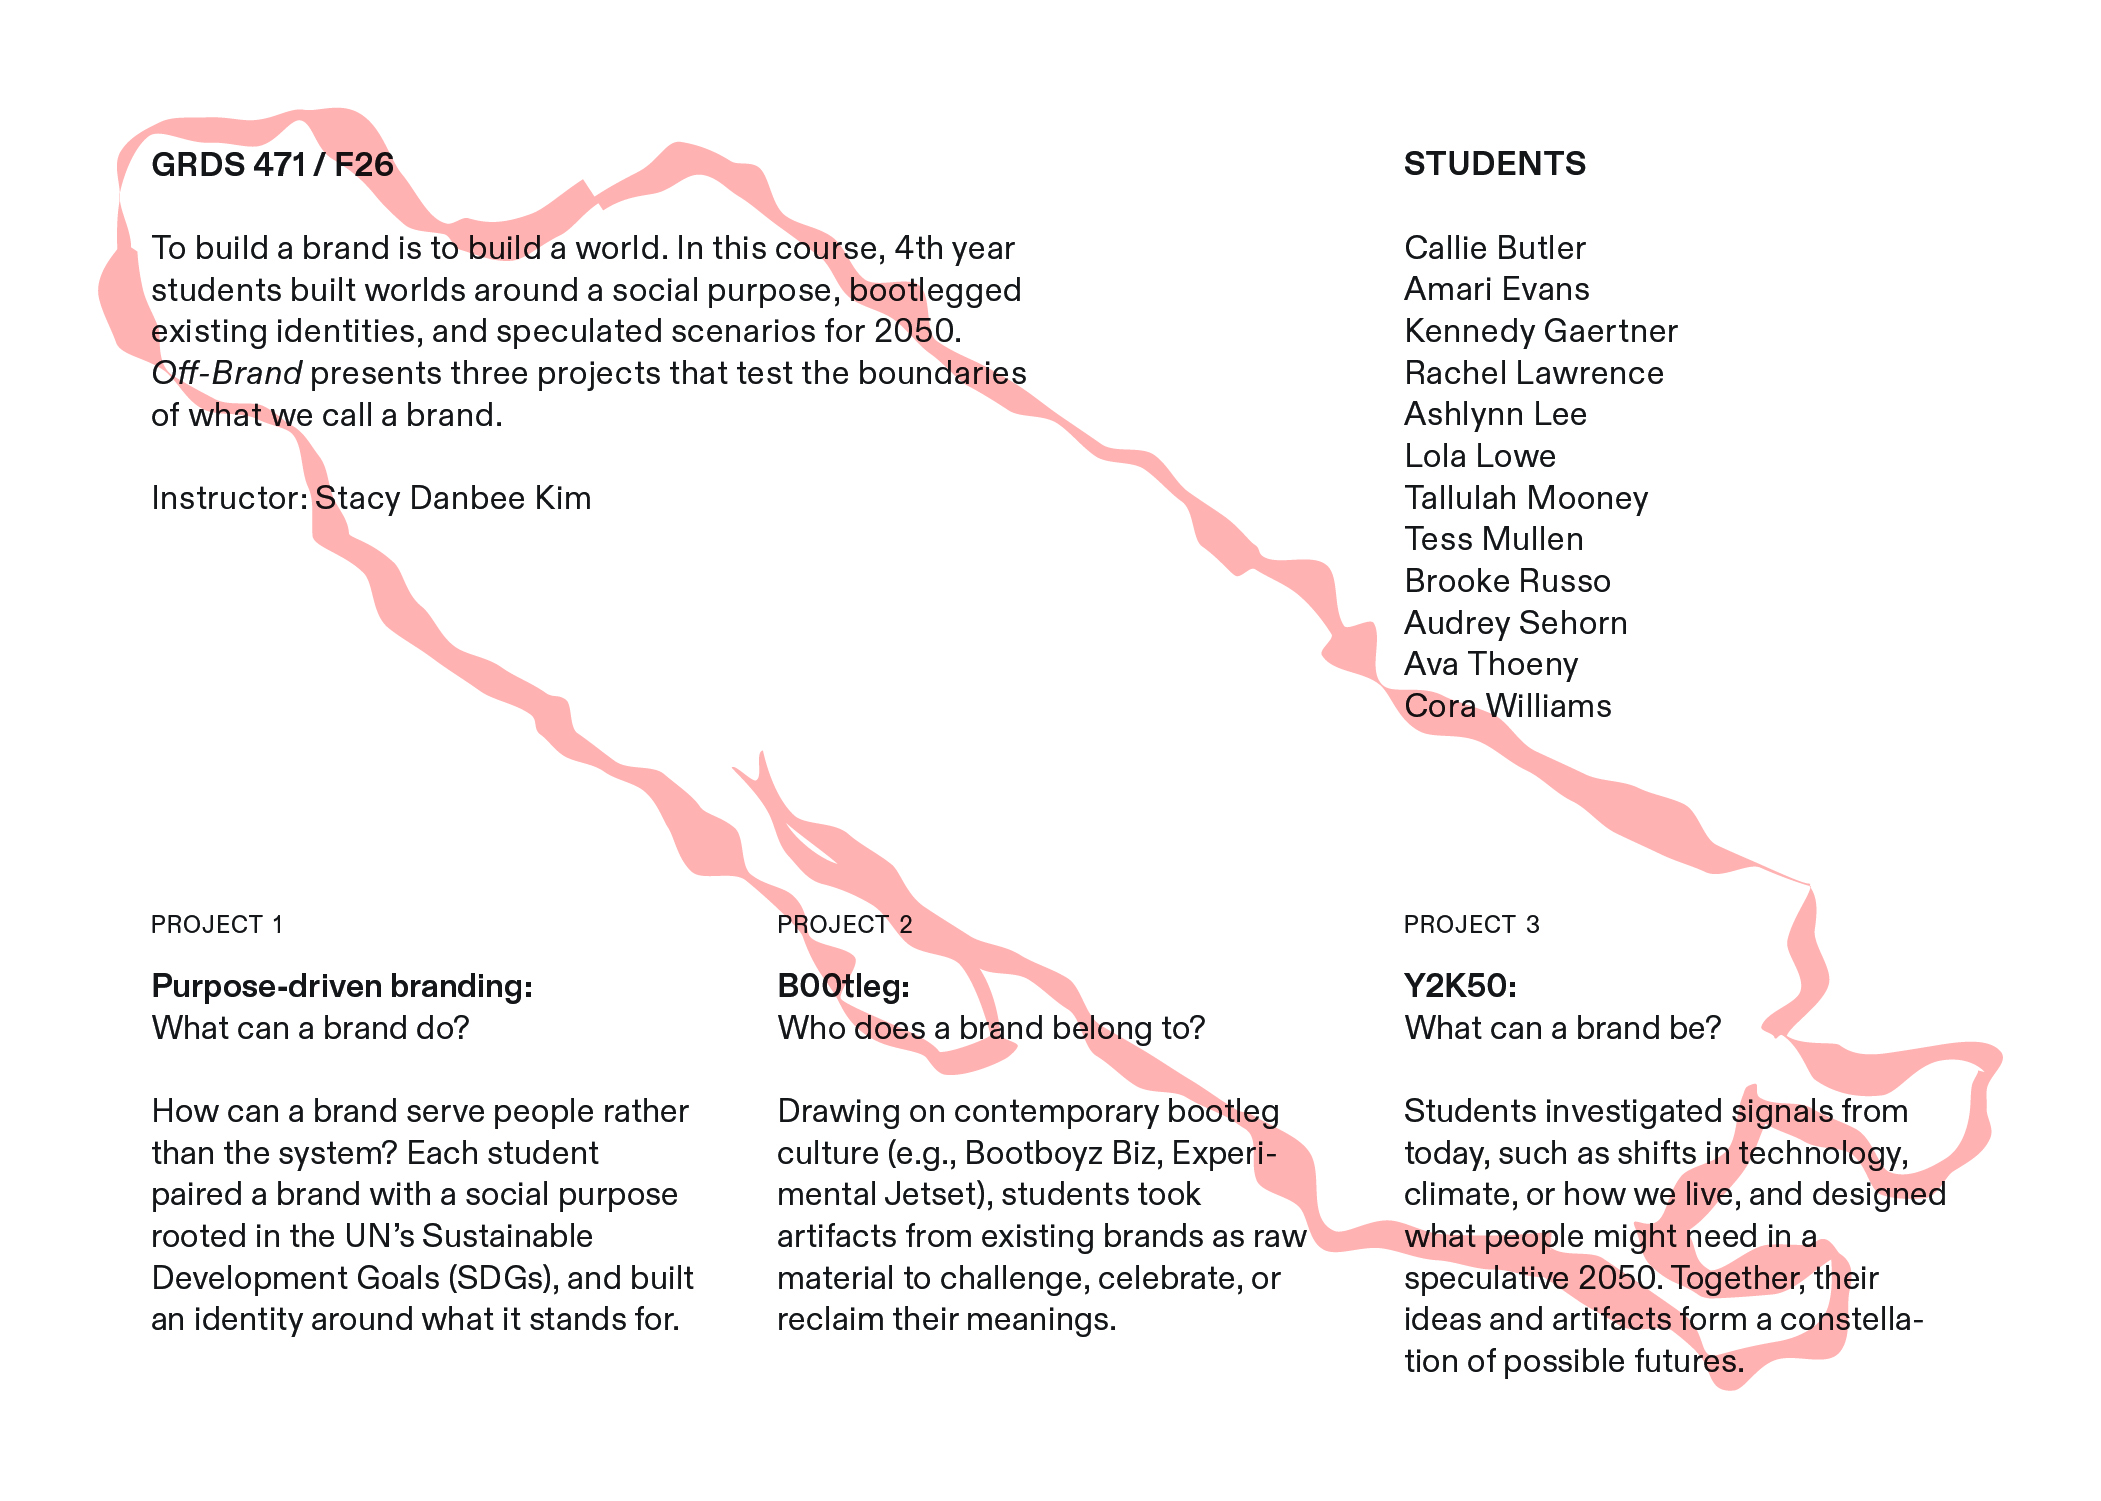 GRDS 471 / F26
To build a brand is to build a world. In this course, 4th year
students built worlds around a social purpose, bootlegged
existing identities, and speculated scenarios for 2050.
Off-Brand presents three projects that test the boundaries
of what we call a brand.
Instructor: Stacy Danbee Kim
STUDENTS
Callie Butler
Amari Evans
Kennedy Gaertner
Rachel Lawrence
Ashlynn Lee
Lola Lowe
Tallulah Mooney
Tess Mullen
Brooke Russo
Audrey Sehorn
Ava Thoeny
Cora Williams
PROJECT 1
Purpose-driven branding:
What can a brand do?
How can a brand serve people rather
than the system? Each student
paired a brand with a social purpose
rooted in the UN’s Sustainable
Development Goals (SDGs), and built
an identity around what it stands for.
PROJECT 2
B00tleg:
Who does a brand belong to?
Drawing on contemporary bootleg
culture (e.g., Bootboyz Biz, Experi-
mental Jetset), students took
artifacts from existing brands as raw
material to challenge, celebrate, or
reclaim their meanings.
PROJECT 3
Y2K50:
What can a brand be?
Students investigated signals from
today, such as shifts in technology,
climate, or how we live, and designed
what people might need in a
speculative 2050. Together, their
ideas and artifacts form a constella-
tion of possible futures.